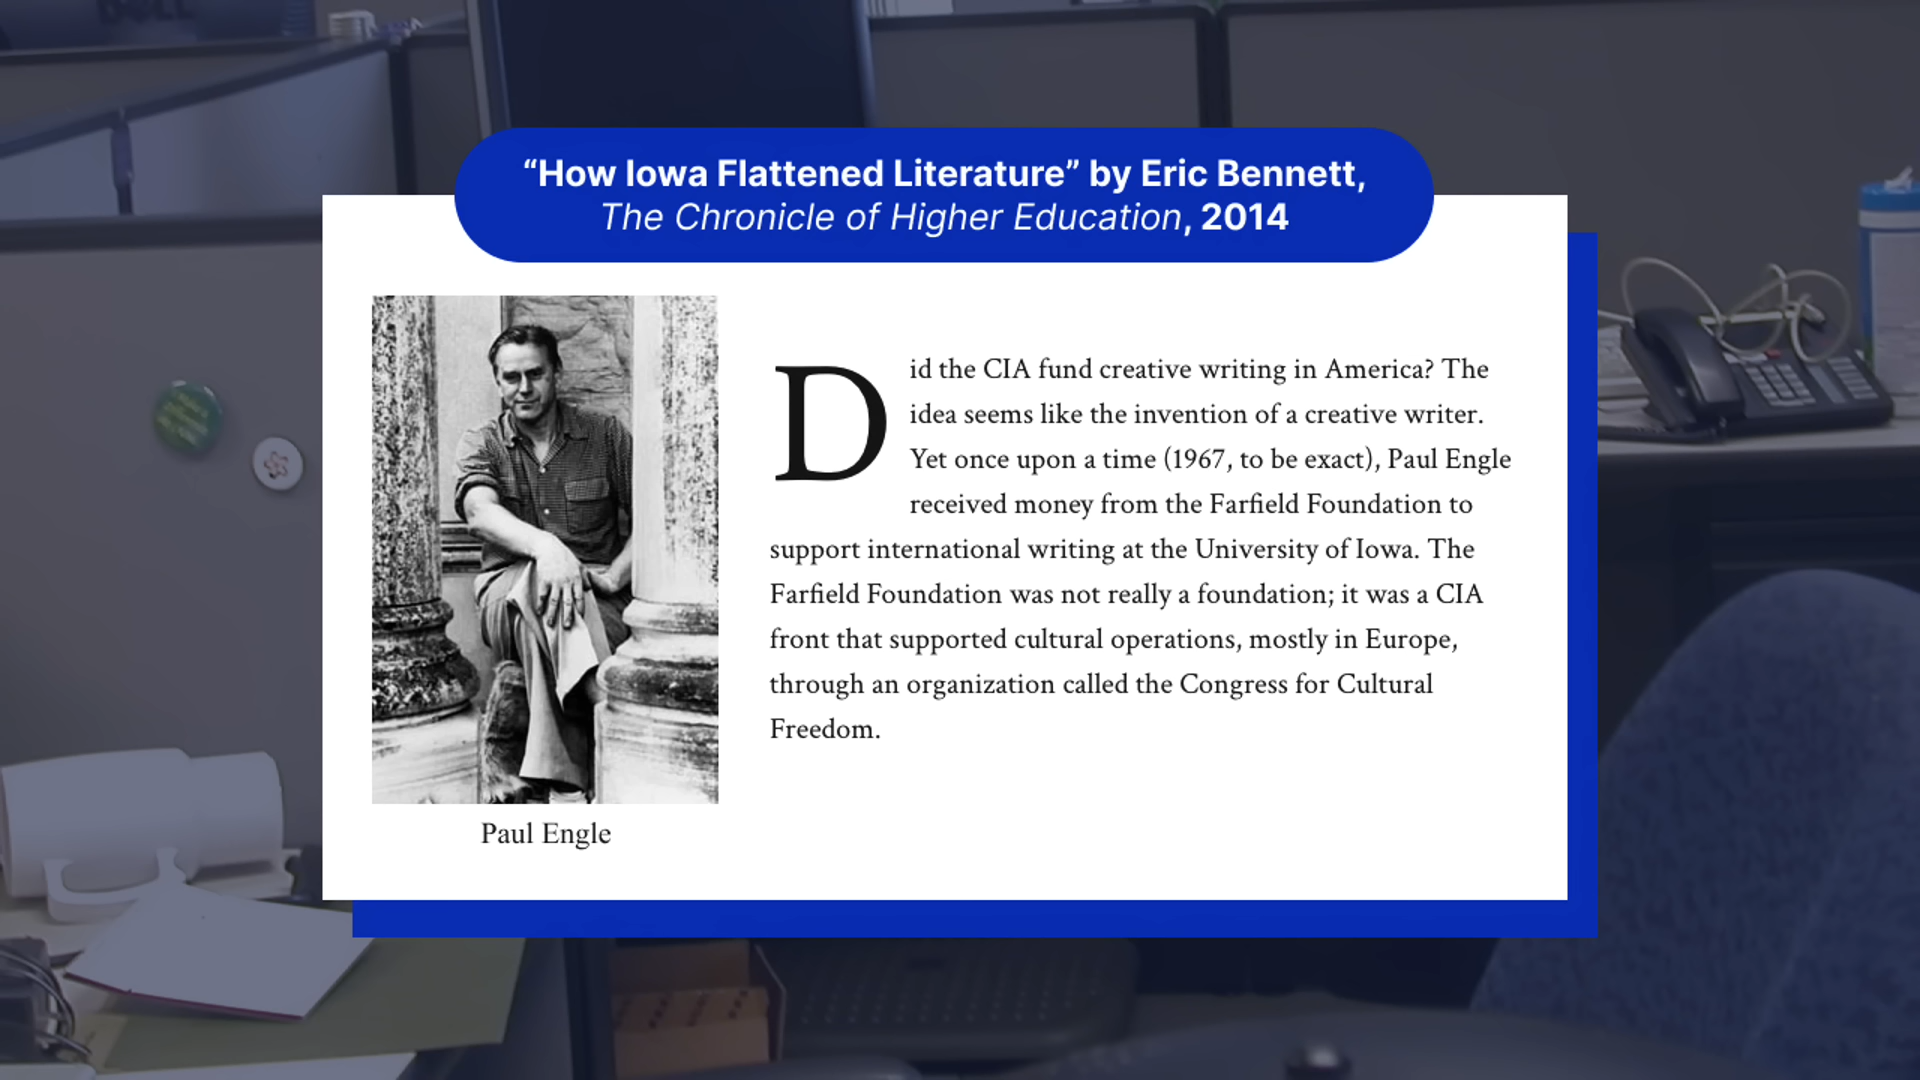 DELL
“How Iowa Flattened Literature” by Eric Bennett,
The Chronicle of Higher Education, 2014
Did the CIA fund creative writing in America? The
idea seems like the invention of a creative writer.
Yet once upon a time (1967, to be exact), Paul Engle
received money from the Farfield Foundation to
support international writing at the University of Iowa. The
Farfield Foundation was not really a foundation; it was a CIA
front that supported cultural operations, mostly in Europe,
through an organization called the Congress for Cultural
Freedom.
Paul Engle